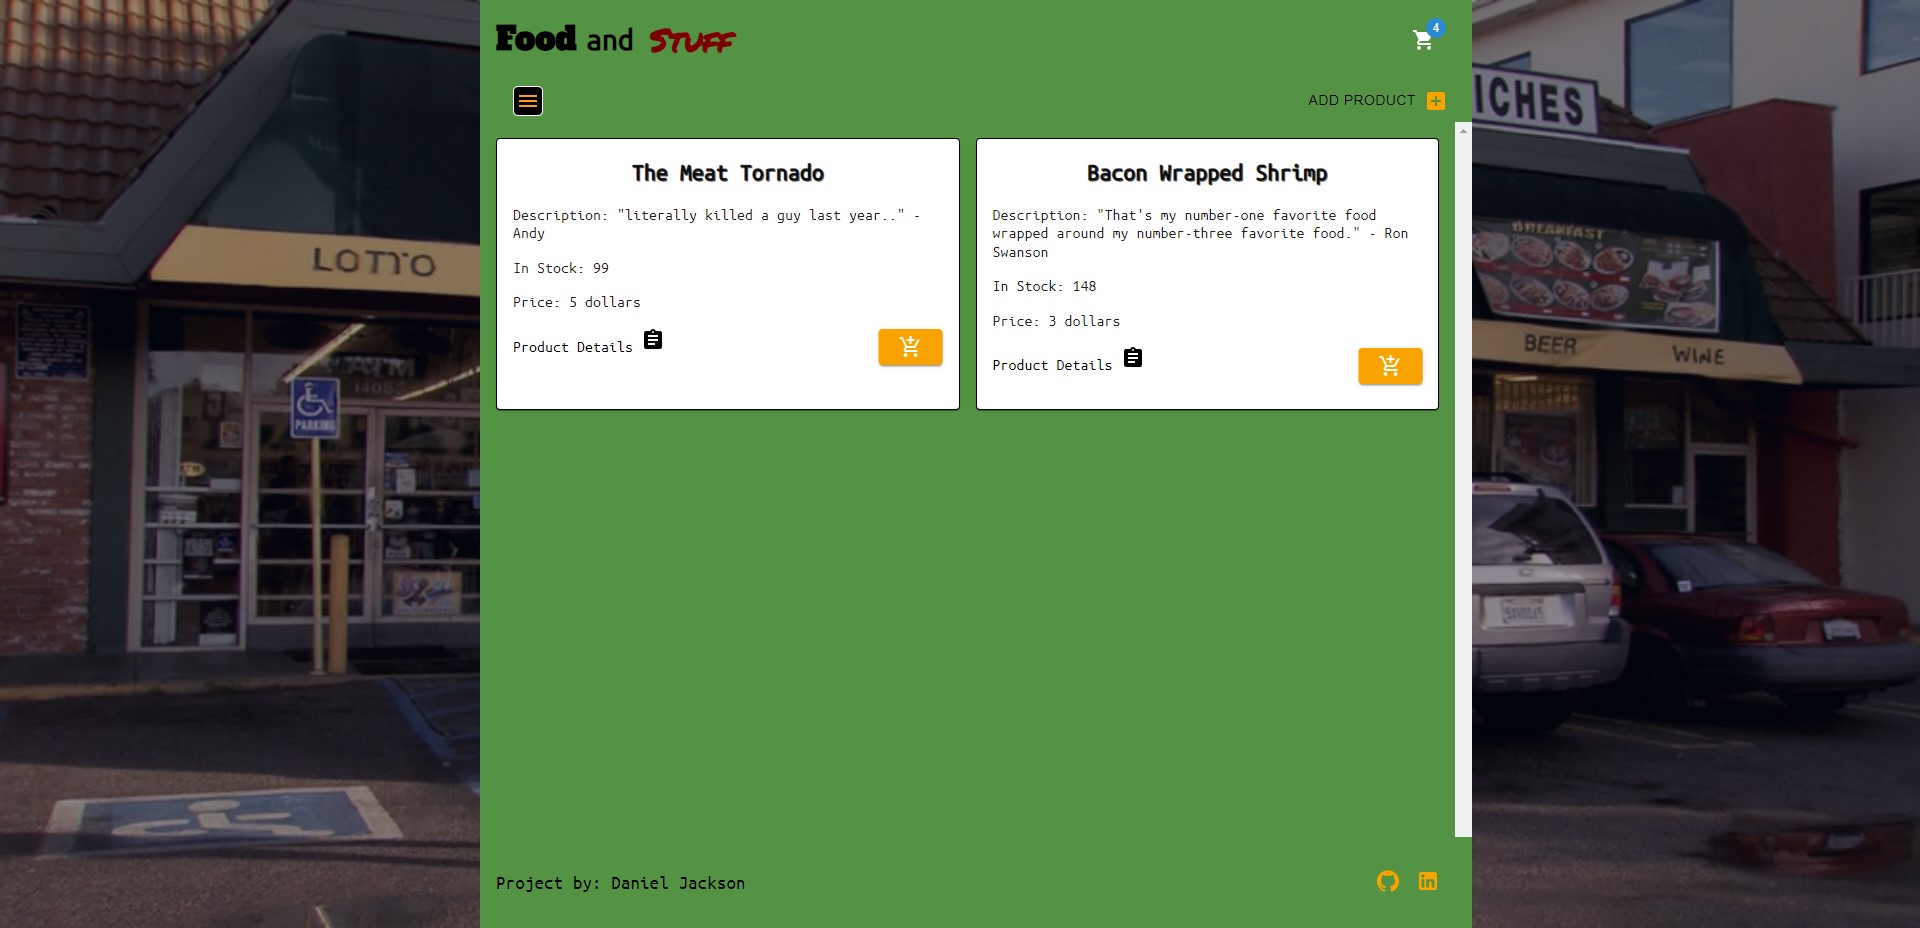 Food and STUFF
4
ADD PRODUCT
The Meat Tornado
Description: "literally killed a guy last year.." -
Andy
In Stock: 99
Price: 5 dollars
Product Details
Bacon Wrapped Shrimp
Description: "That's my number-one favorite food
wrapped around my number-three favorite food." - Ron
Swanson
In Stock: 148
Price: 3 dollars
Product Details
Project by: Daniel Jackson
in
LOTTO
ATM
14055
PARKING
ICHES
BREAKFAST
BEER
WINE